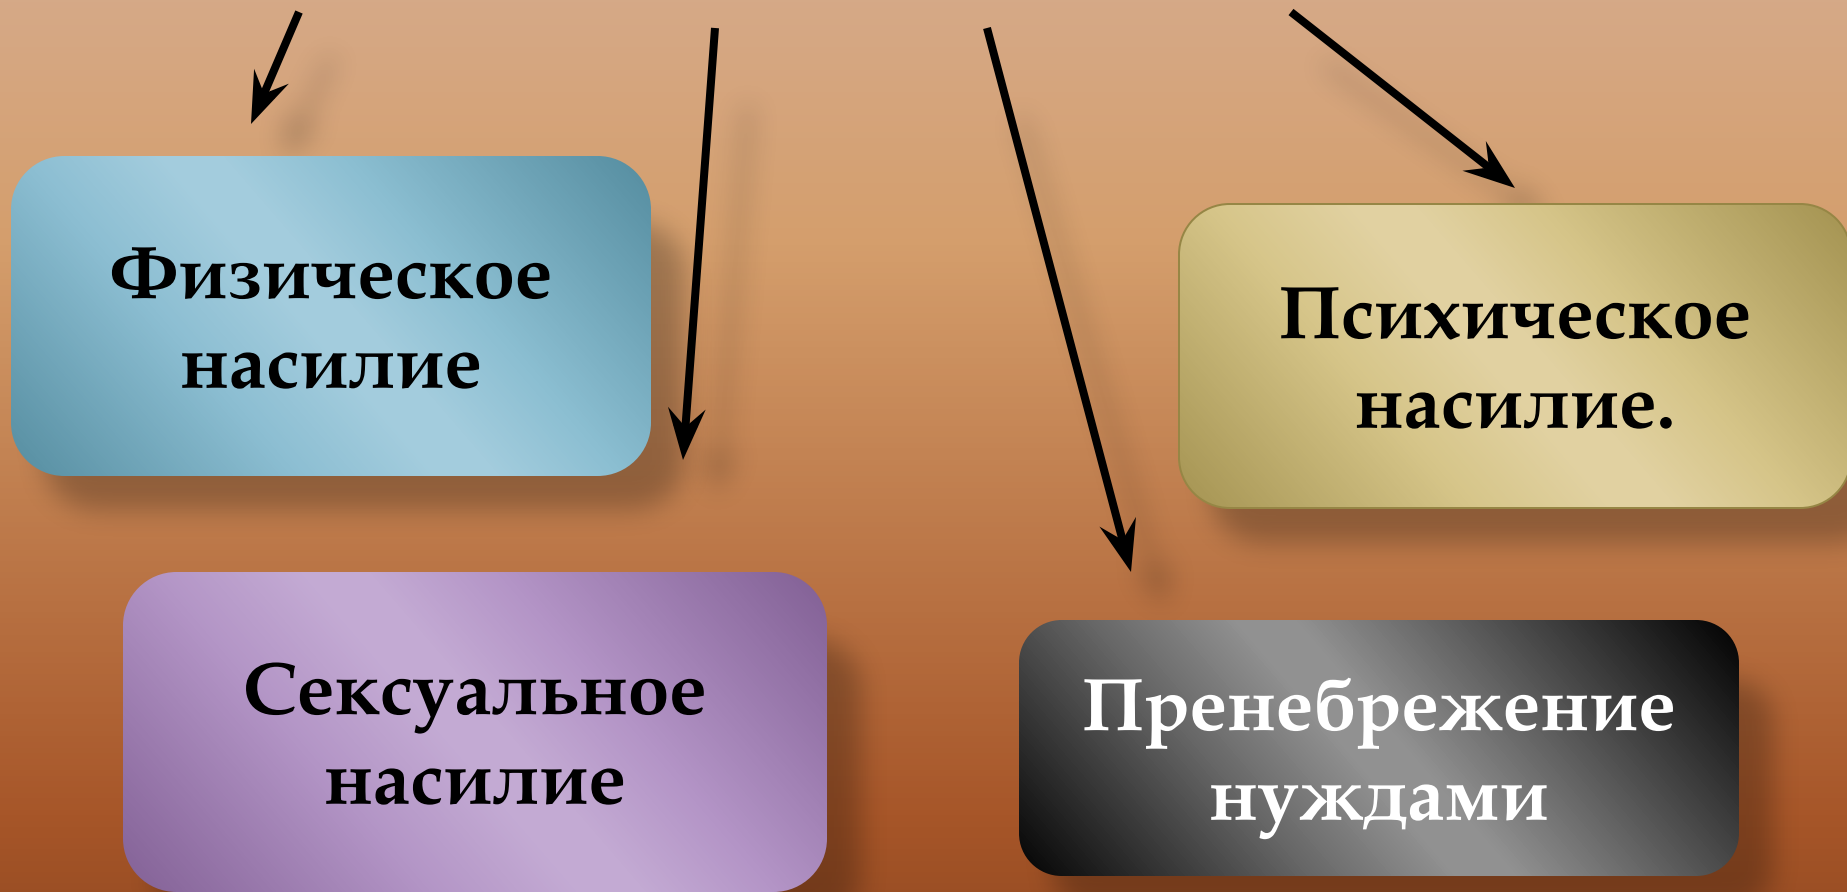 Физическое
насилие
Психическое
насилие.
Сексуальное
насилие
Пренебрежение
нуждами